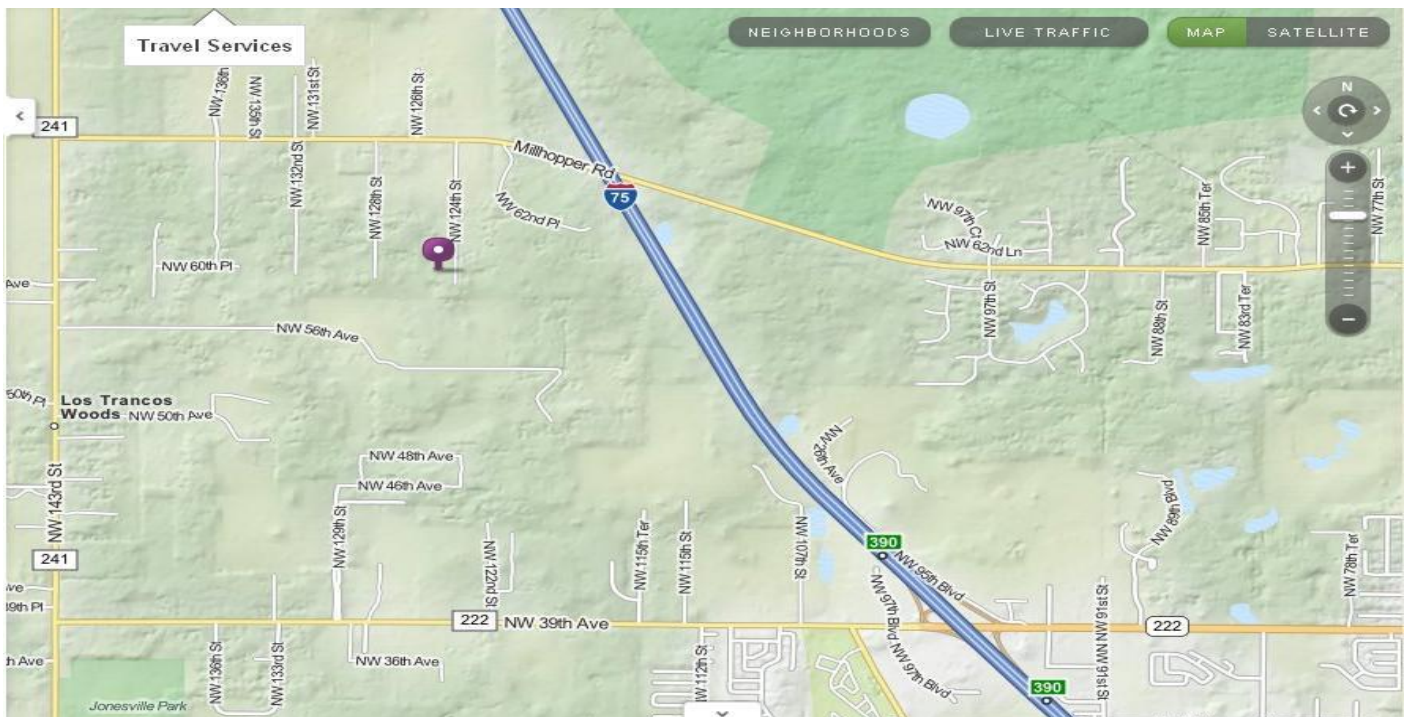 Travel Services
NEIGHBORHOODS
LIVE TRAFFIC
MAP
SATELLITE
N
241
NW 136th
NW 135th St
NW 131st St
NW 132nd St
NW 126th St
NW 128th St
NW 124th St
Millhopper Rd
75
NW 62nd Pl
NW 97th Ct
NW 62nd Ln
NW 85th Ter
NW 77th St
NW 60th Pl
Ave
NW 97th St
NW 88th St
NW 83rd Ter
NW 56th Ave
50th Pl
Los Trancos
Woods
NW 50th Ave
NW 143rd St
NW 48th Ave
NW 46th Ave
NW 26th Ave
NW 129th St
NW 122nd St
NW 115th Ter
NW 115th St
NW 107th St
390
NW 95th Blvd
NW 89th Blvd
NW 78th Ter
241
NW 97th Blvd
NW 91st St
ve
39th Pl
222
NW 39th Ave
222
h Ave
NW 136th St
NW 133rd St
NW 36th Ave
NW 112th St
NW 97th Blvd
NW 91st St
390
Jonesville Park